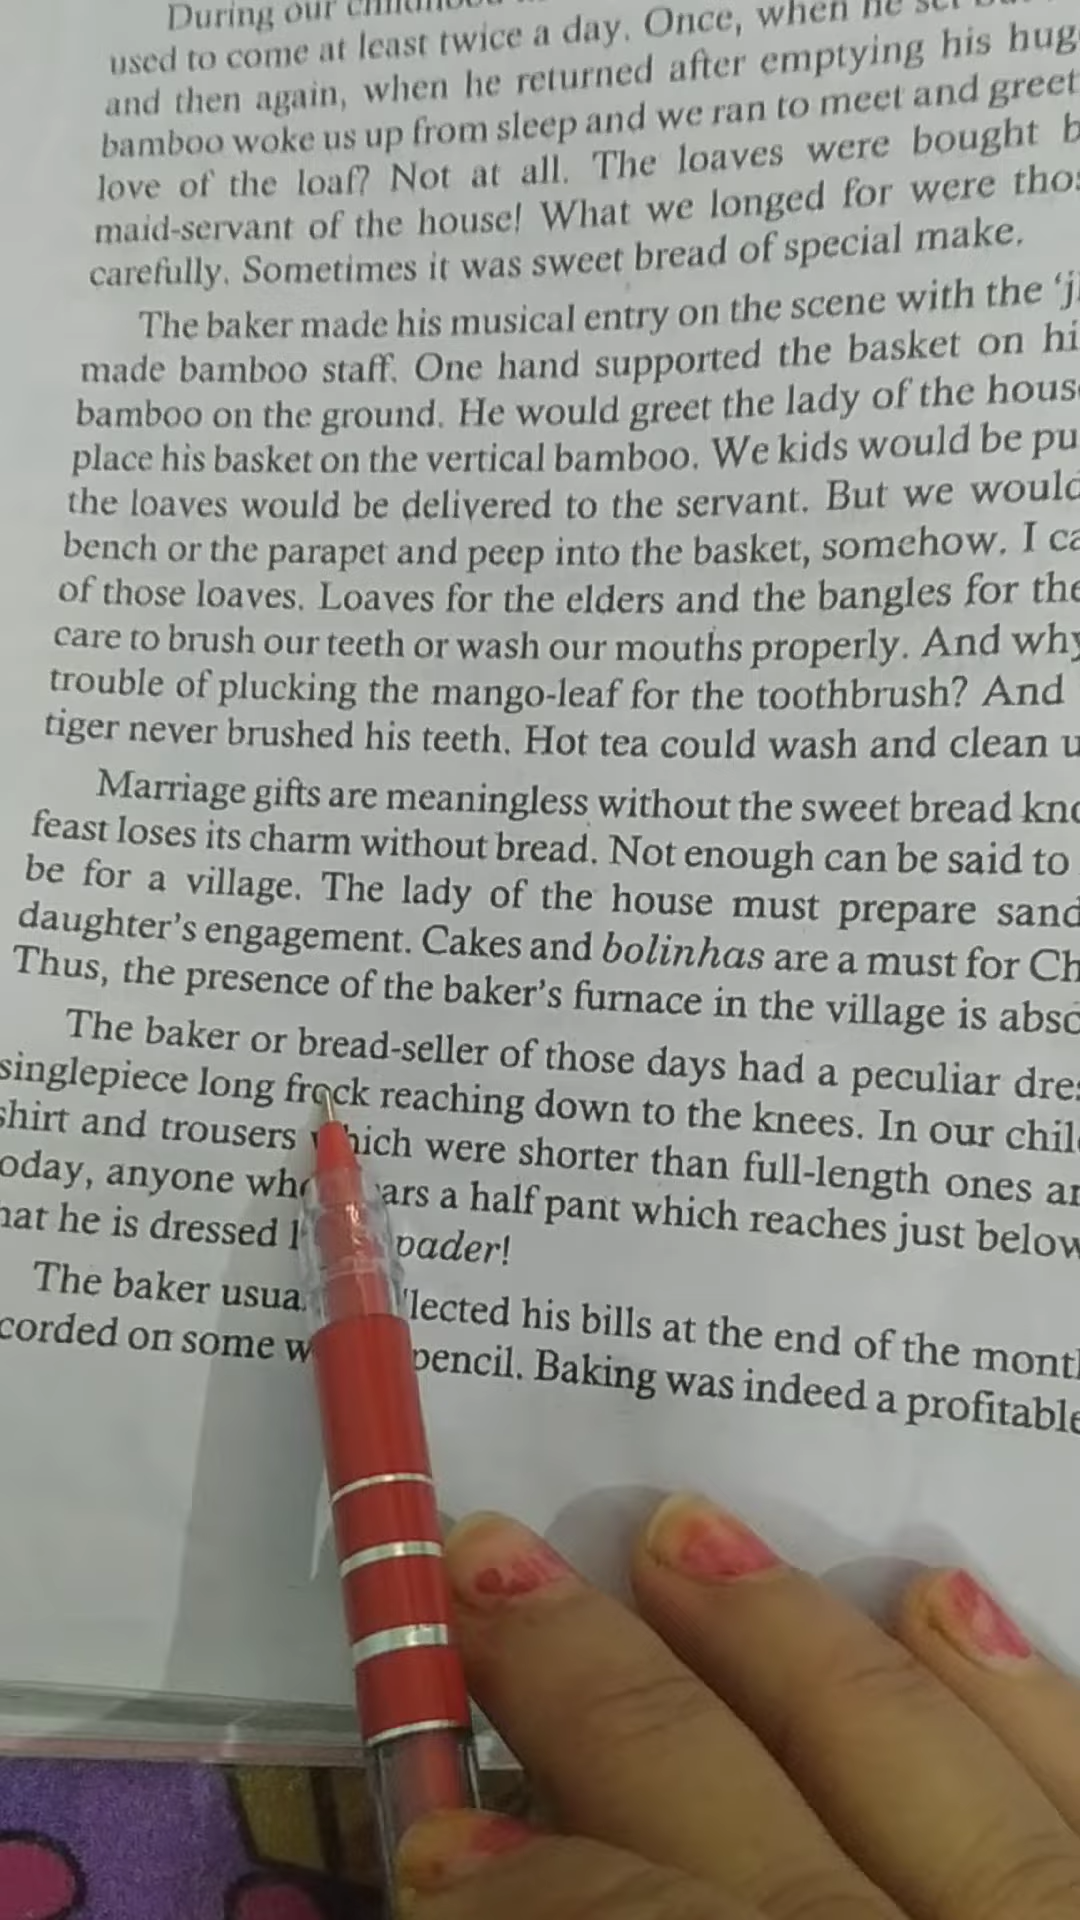 During our
used to come at least twice a day. Once, when he
and then again, when he returned after emptying his
bamboo woke us up from sleep and we ran to meet and greet
love of the loaf? Not at all. The loaves were bought
maid-servant of the house! What we longed for were
carefully. Sometimes it was sweet bread of special make.
The baker made his musical entry on the scene with the
made bamboo staff. One hand supported the basket on
bamboo on the ground. He would greet the lady of the
place his basket on the vertical bamboo. We kids would be
the loaves would be delivered to the servant. But we
bench or the parapet and peep into the basket, somehow. I
of those loaves. Loaves for the elders and the bangles for
care to brush our teeth or wash our mouths properly. And
trouble of plucking the mango-leaf for the toothbrush? And
tiger never brushed his teeth. Hot tea could wash and clean
Marriage gifts are meaningless without the sweet bread
feast loses its charm without bread. Not enough can be said to
be for a village. The lady of the house must prepare
daughter's engagement. Cakes and bolinhas are a must for
Thus, the presence of the baker's furnace in the village is
The baker or bread-seller of those days had a peculiar
singlepiece long frock reaching down to the knees. In our
and trousers which were shorter than full-length ones
anyone a half pant which reaches just
he is dressed
The baker his bills at the end of the
on some pencil. Baking was indeed a